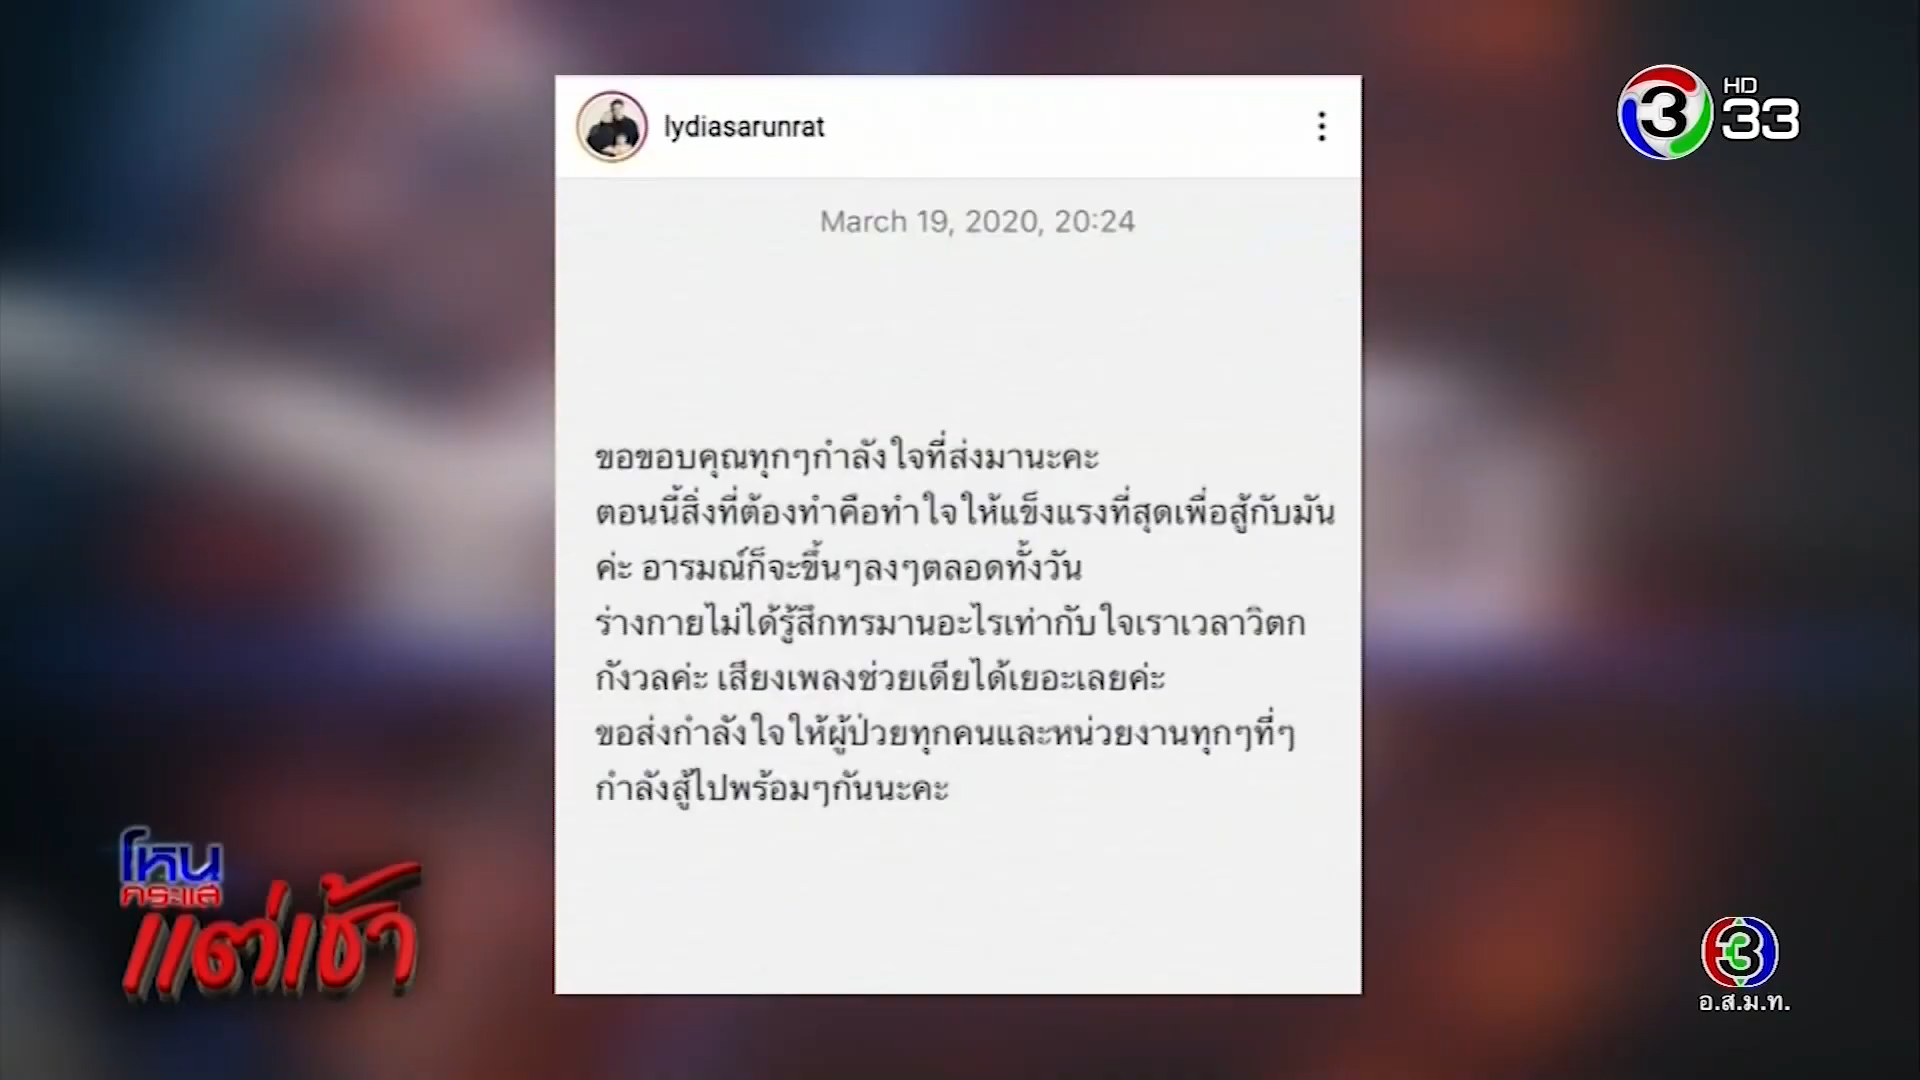 lydiasarunrat
HD
3 33
March 19, 2020, 20:24
ขอขอบคุณทุกๆกำลังใจที่ส่งมานะคะ
ตอนนี้สิ่งที่ต้องทำคือทำใจให้แข็งแรงที่สุดเพื่อสู้กับมัน
ค่ะ อารมณ์ก็จะขึ้นๆลงๆตลอดทั้งวัน
ร่างกายไม่ได้รู้สึกทรมานอะไรเท่ากับใจเราเวลาวิตก
กังวลค่ะ เสียงเพลงช่วยเดียได้เยอะเลยค่ะ
ขอส่งกำลังใจให้ผู้ป่วยทุกคนและหน่วยงานทุกๆที่ๆ
กำลังสู้ไปพร้อมๆกันนะคะ
โหน
กระแส
แต่เช้า
3
อ.ส.ม.ท.